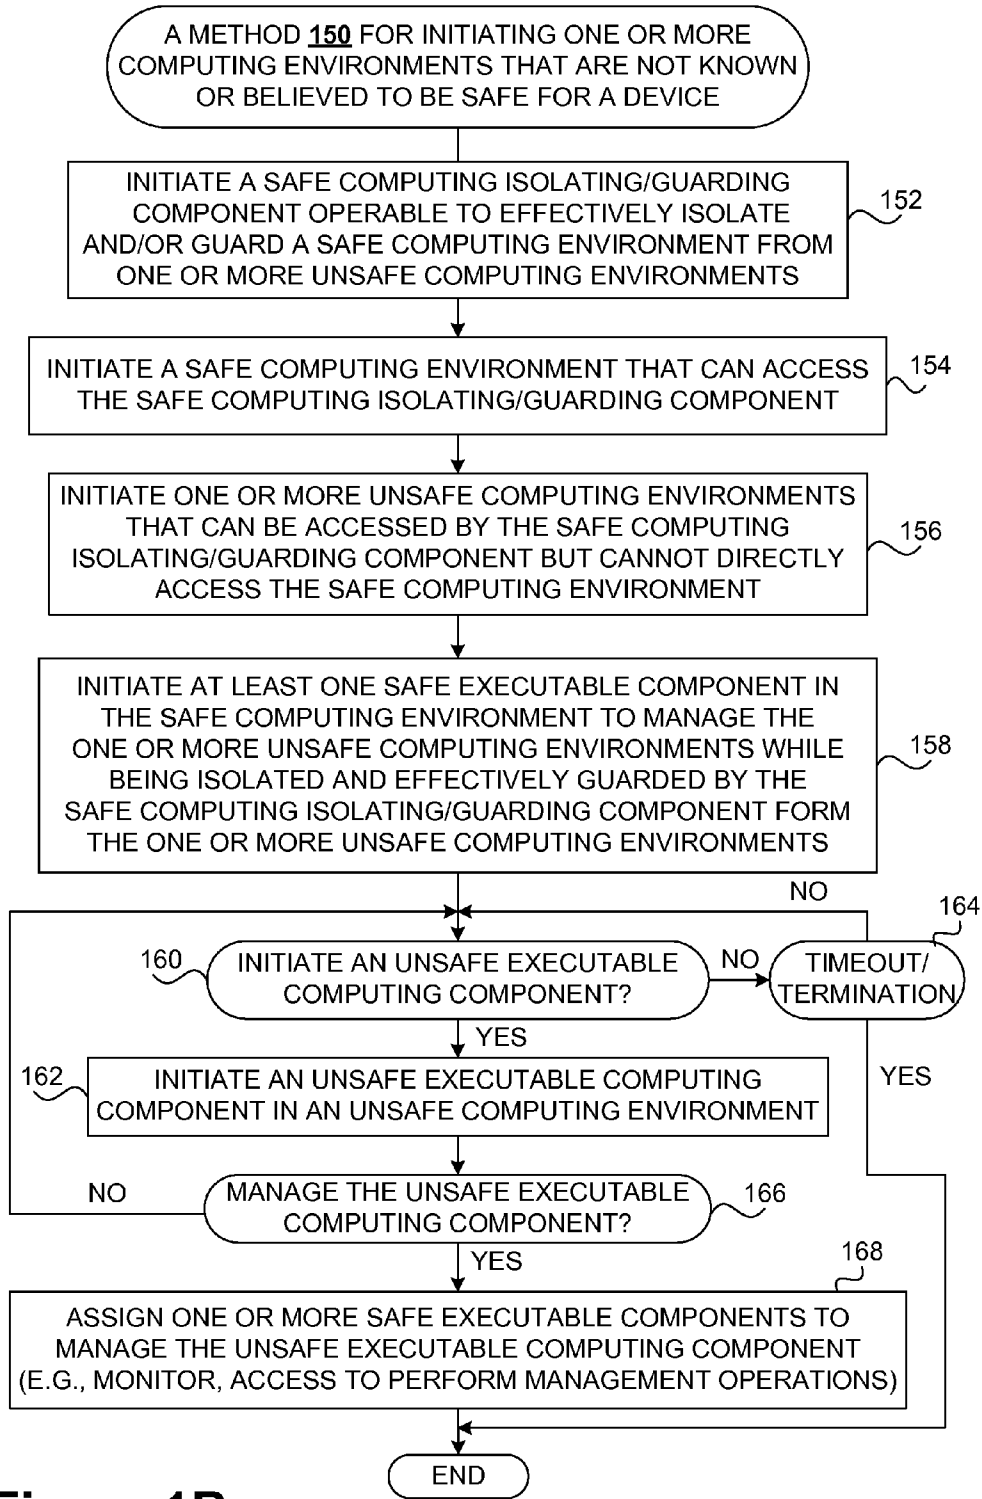 A METHOD 150 FOR INITIATING ONE OR MORE
COMPUTING ENVIRONMENTS THAT ARE NOT KNOWN
OR BELIEVED TO BE SAFE FOR A DEVICE
INITIATE A SAFE COMPUTING ISOLATING/GUARDING
COMPONENT OPERABLE TO EFFECTIVELY ISOLATE
AND/OR GUARD A SAFE COMPUTING ENVIRONMENT FROM
ONE OR MORE UNSAFE COMPUTING ENVIRONMENTS
152
INITIATE A SAFE COMPUTING ENVIRONMENT THAT CAN ACCESS
THE SAFE COMPUTING ISOLATING/GUARDING COMPONENT
154
INITIATE ONE OR MORE UNSAFE COMPUTING ENVIRONMENTS
THAT CAN BE ACCESSED BY THE SAFE COMPUTING
ISOLATING/GUARDING COMPONENT BUT CANNOT DIRECTLY
ACCESS THE SAFE COMPUTING ENVIRONMENT
156
INITIATE AT LEAST ONE SAFE EXECUTABLE COMPONENT IN
THE SAFE COMPUTING ENVIRONMENT TO MANAGE THE
ONE OR MORE UNSAFE COMPUTING ENVIRONMENTS WHILE
BEING ISOLATED AND EFFECTIVELY GUARDED BY THE
SAFE COMPUTING ISOLATING/GUARDING COMPONENT FORM
THE ONE OR MORE UNSAFE COMPUTING ENVIRONMENTS
158
NO
164
160
INITIATE AN UNSAFE EXECUTABLE
COMPUTING COMPONENT?
NO
TIMEOUT/
TERMINATION
YES
YES
162
INITIATE AN UNSAFE EXECUTABLE COMPUTING
COMPONENT IN AN UNSAFE COMPUTING ENVIRONMENT
NO
MANAGE THE UNSAFE EXECUTABLE
COMPUTING COMPONENT?
166
YES
168
ASSIGN ONE OR MORE SAFE EXECUTABLE COMPONENTS TO
MANAGE THE UNSAFE EXECUTABLE COMPUTING COMPONENT
(E.G., MONITOR, ACCESS TO PERFORM MANAGEMENT OPERATIONS)
END